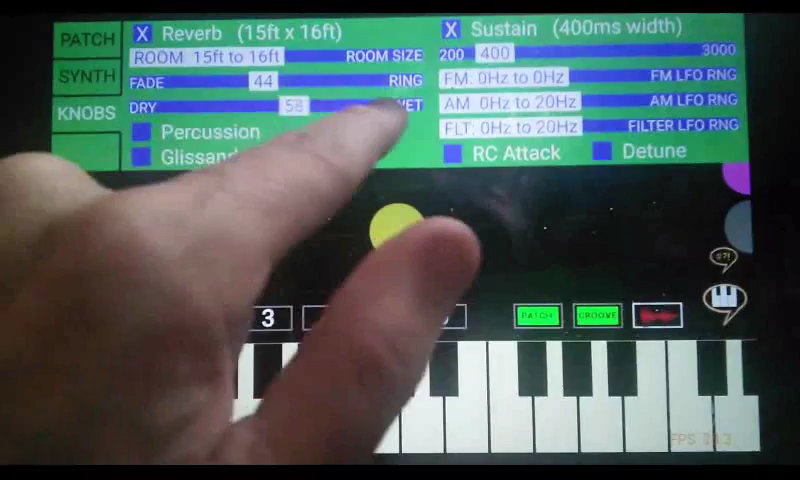 PATCH
SYNTH
KNOBS
X Reverb (15ft x 16ft)
ROOM 15ft to 16ft ROOM SIZE
FADE 44 RING
DRY 58
Percussion
X Sustain (400ms width)
200 400 3000
FM: 0Hz to 0Hz FM LFO RNG
AM 0Hz to 20Hz AM LFO RNG
FLT: 0Hz to 20Hz FILTER LFO RNG
RC Attack Detune
3
PATCH GROOVE
FPS